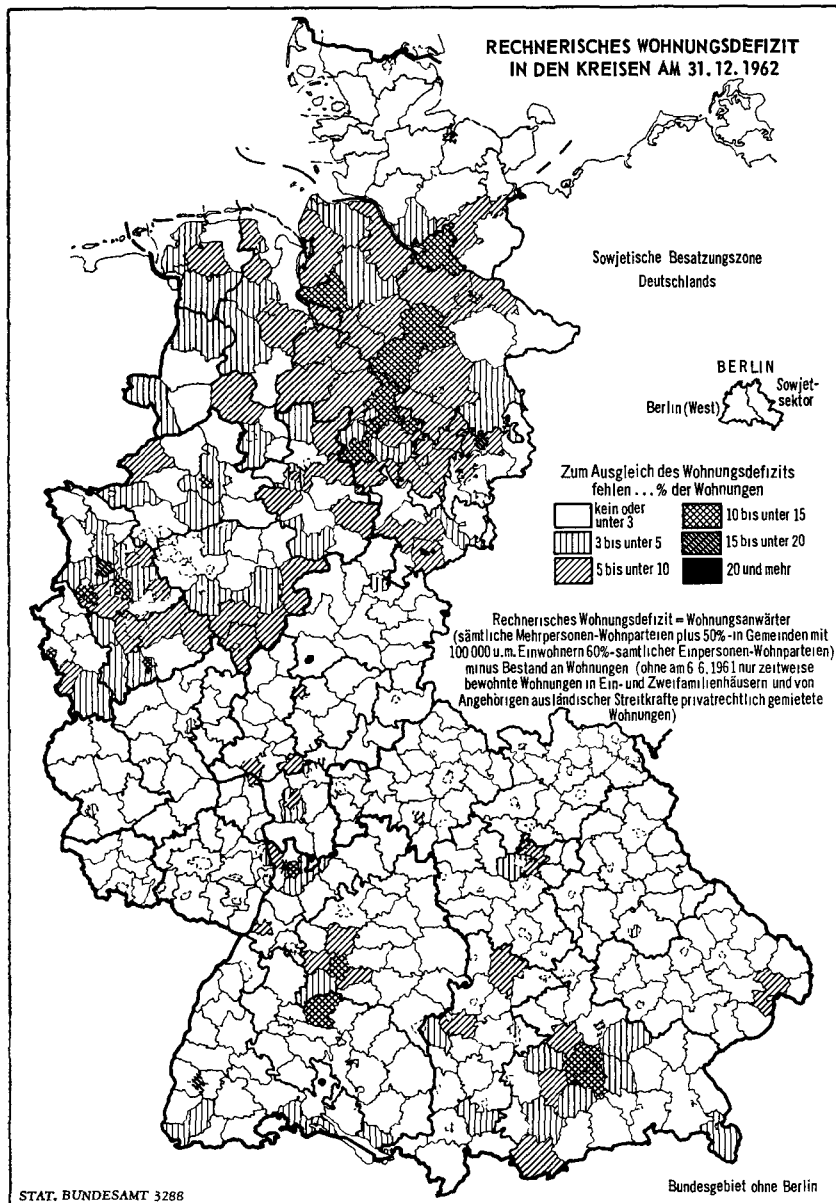 RECHNERISCHES WOHNUNGSDEFIZIT
IN DEN KREISEN AM 31.12.1962
Sowjetische Besatzungszone
Deutschlands
BERLIN
Sowjet-
sektor
Berlin (West)
Zum Ausgleich des Wohnungsdefizits
fehlen ... % der Wohnungen
kein oder
unter 3
3 bis unter 5
5 bis unter 10
10 bis unter 15
15 bis unter 20
20 und mehr
Rechnerisches Wohnungsdefizit = Wohnungsanwärter
(sämtliche Mehrpersonen-Wohnparteien plus 50%-in Gemeinden mit
100 000 u.m. Einwohnern 60%-samtlicher Einpersonen-Wohnparteien)
minus Bestand an Wohnungen (ohne am 6 6.1961 nur zeitweise
bewohnte Wohnungen in Ein- und Zweifamilienhäusern und von
Angehörigen ausländischer Streitkrafte privatrechtlich gemietete
Wohnungen)
STAT. BUNDESAMT 3288
Bundesgebiet ohne Berlin